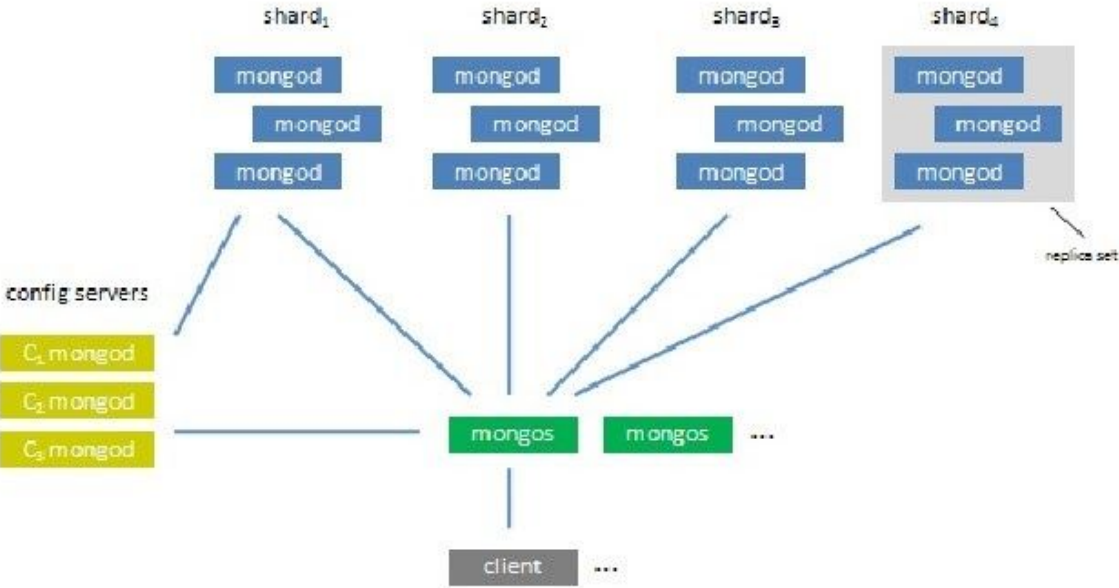 shard₁ shard₂ shard₃ shard₄
mongod mongod mongod mongod
mongod mongod mongod mongod
mongod mongod mongod mongod
replica set
config servers
C₁ mongod
C₂ mongod
C₃ mongod
mongos mongos ...
client ...